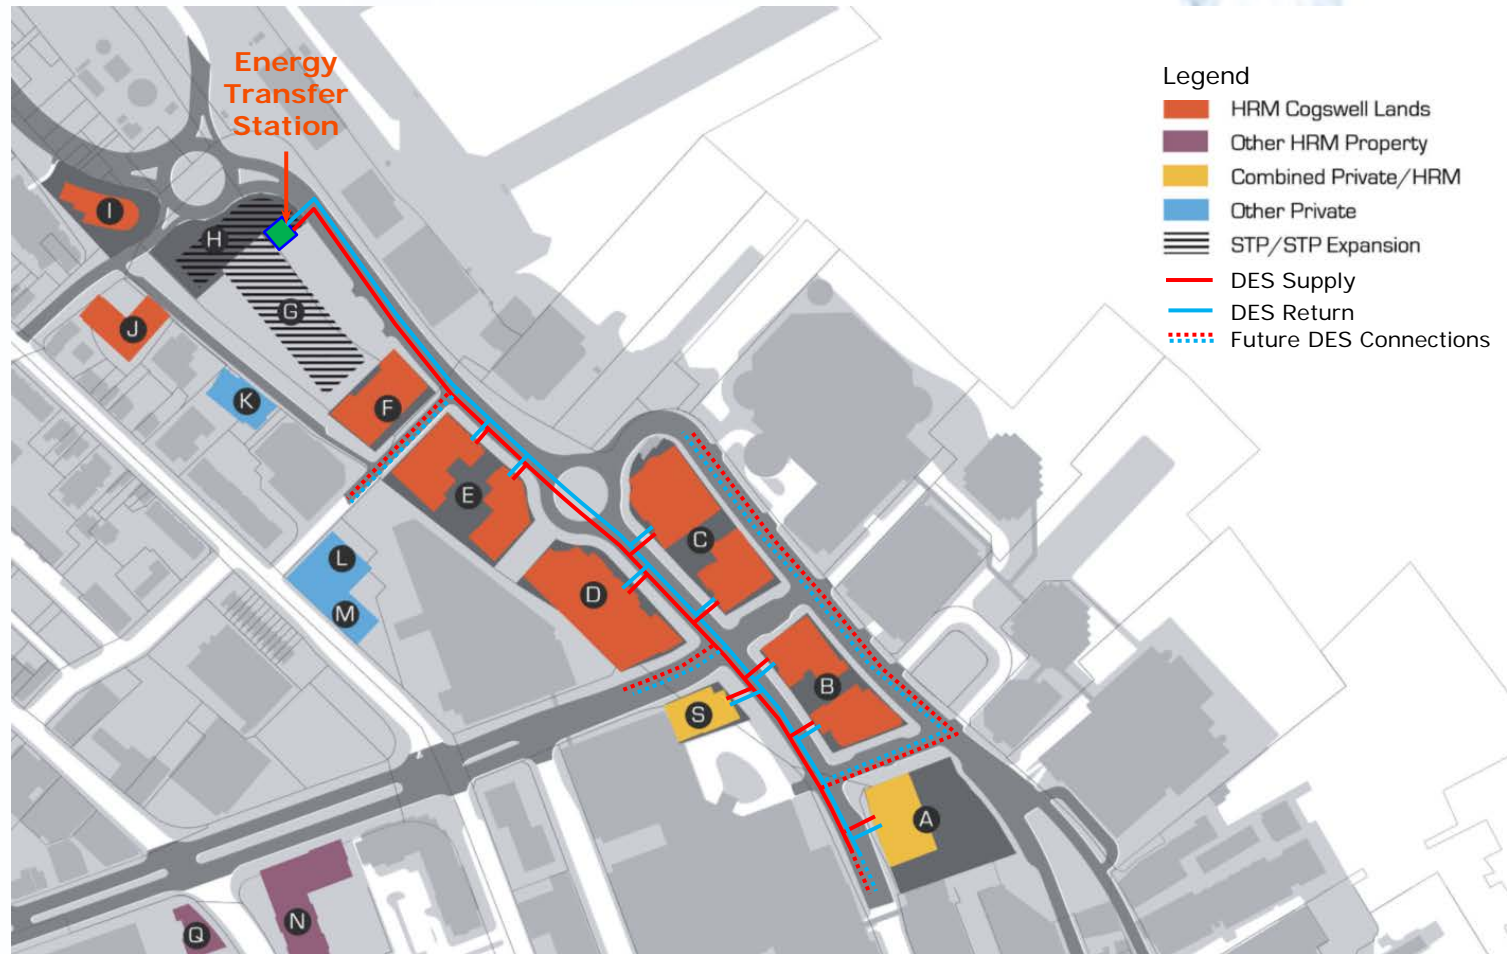 Energy
Transfer
Station
Legend
HRM Cogswell Lands
Other HRM Property
Combined Private/HRM
Other Private
STP/STP Expansion
DES Supply
DES Return
Future DES Connections
I
H
G
J
K
F
E
C
L
D
M
B
S
A
N
Q